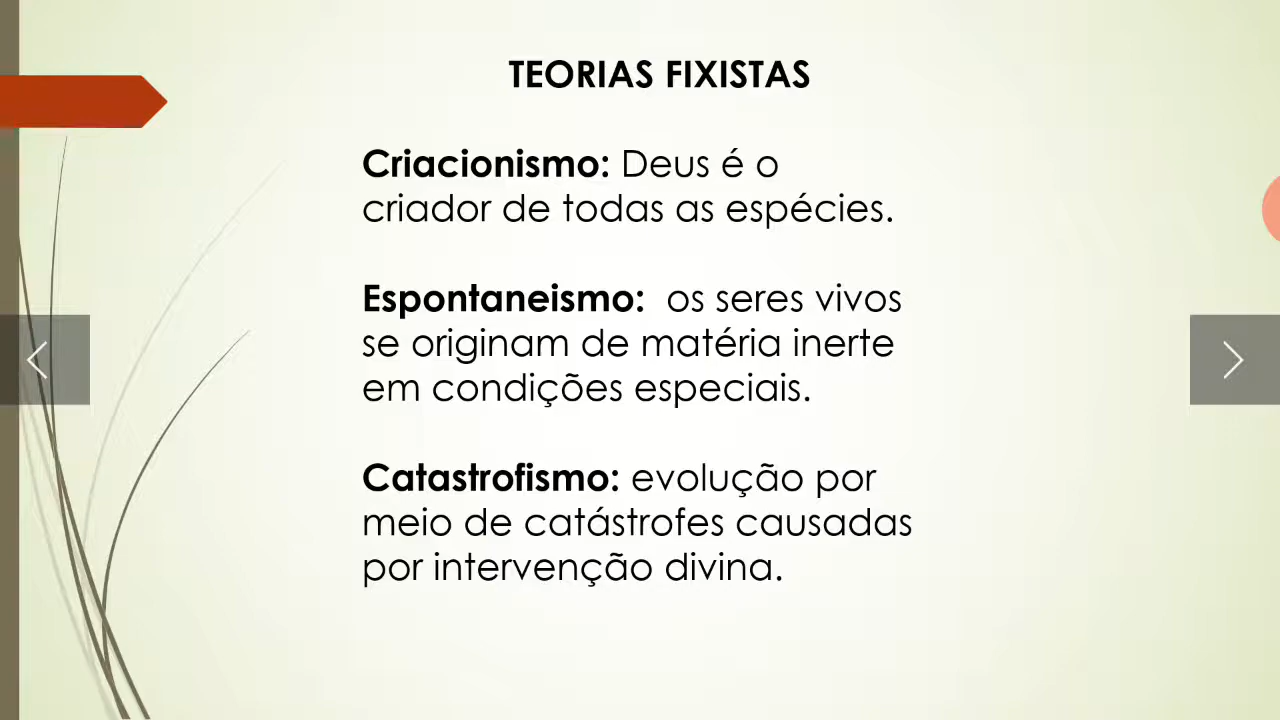 TEORIAS FIXISTAS
Criacionismo: Deus é o
criador de todas as espécies.
Espontaneismo:  os seres vivos
se originam de matéria inerte
em condições especiais.
Catastrofismo: evolução por
meio de catástrofes causadas
por intervenção divina.